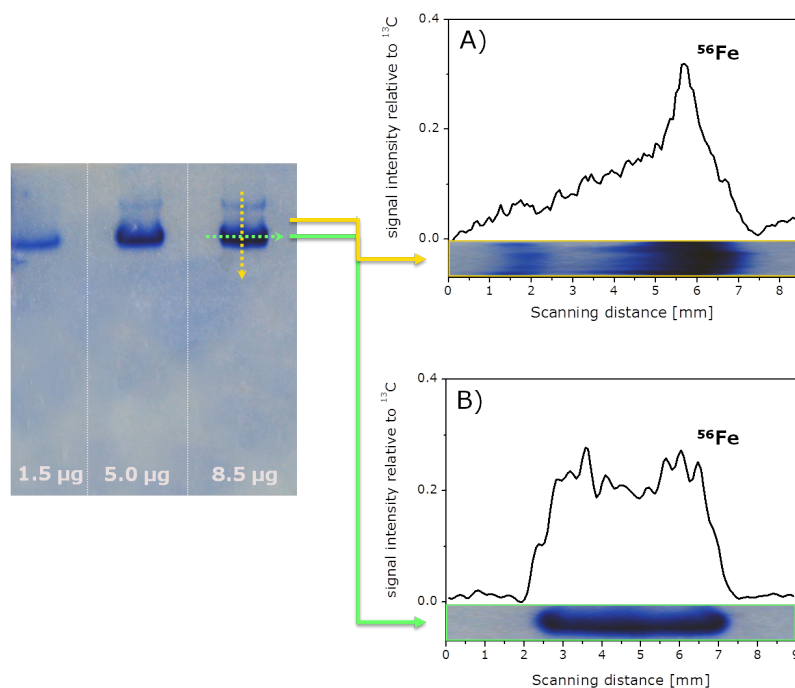 1.5 µg
5.0 µg
8.5 µg
A)
⁵⁶Fe
signal intensity relative to ¹³C
0.4
0.2
0.0
0 1 2 3 4 5 6 7 8
Scanning distance [mm]
B)
⁵⁶Fe
signal intensity relative to ¹³C
0.4
0.2
0.0
0 1 2 3 4 5 6 7 8 9
Scanning distance [mm]